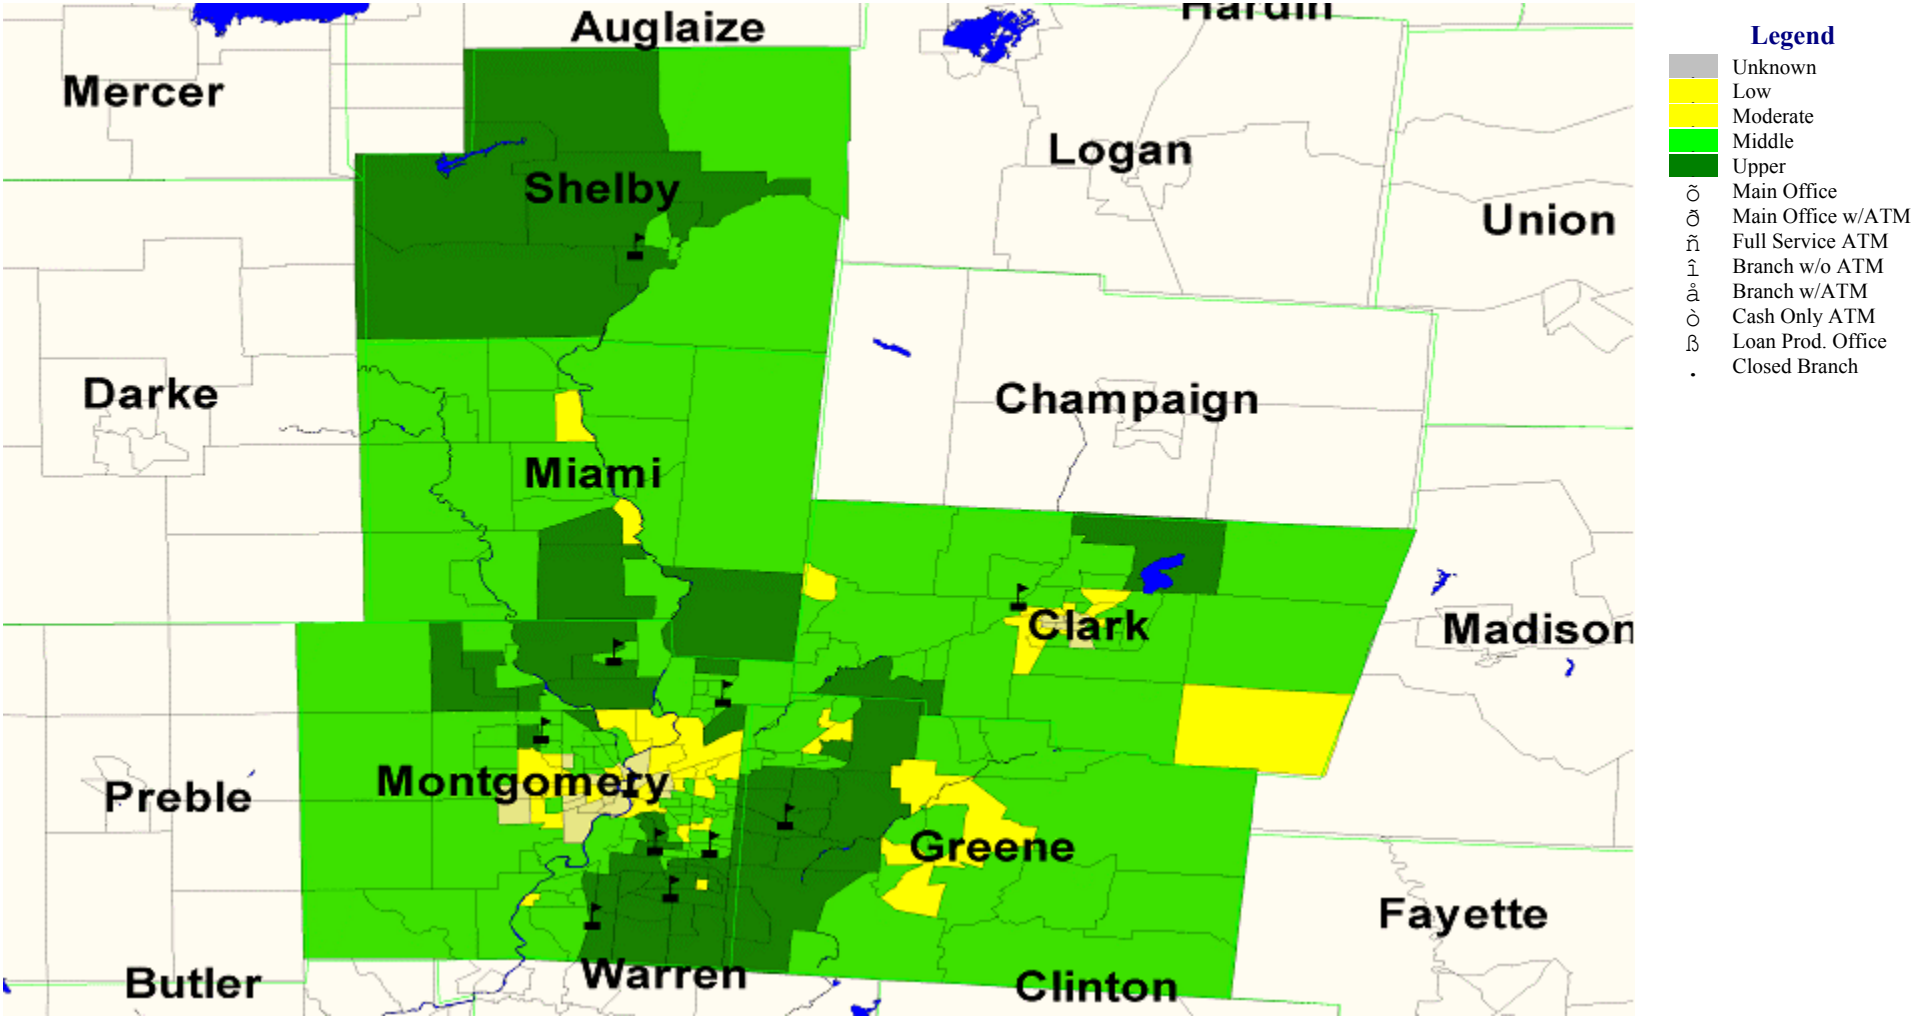 Hardin
Auglaize
Mercer
Logan
Shelby
Union
Darke
Champaign
Miami
Clark
Madison
Montgomery
Preble
Greene
Fayette
Butler
Warren
Clinton
Legend
Unknown
Low
Moderate
Middle
Upper
õ Main Office
ð Main Office w/ATM
ñ Full Service ATM
î Branch w/o ATM
å Branch w/ATM
ò Cash Only ATM
ß Loan Prod. Office
. Closed Branch